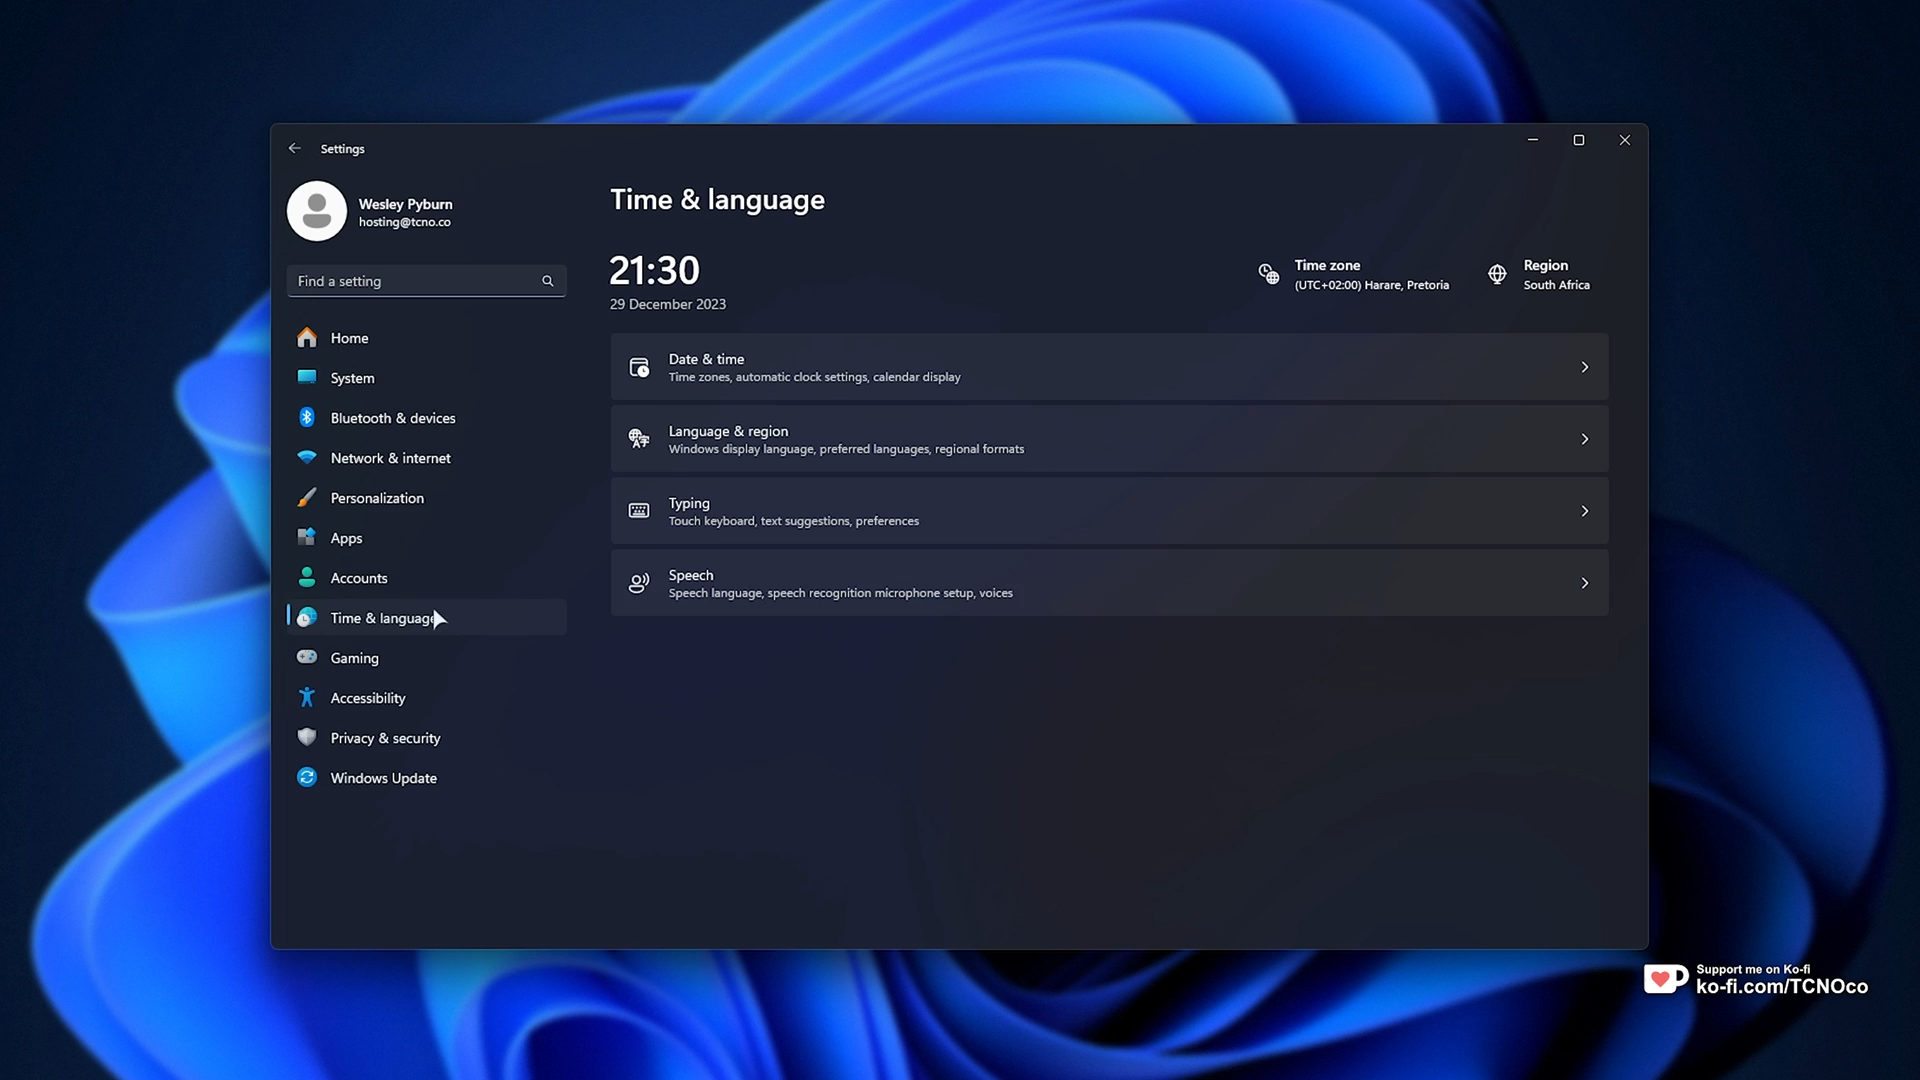 Settings
Wesley Pyburn
hosting@tcno.co
Find a setting
Home
System
Bluetooth & devices
Network & internet
Personalization
Apps
Accounts
Time & language
Gaming
Accessibility
Privacy & security
Windows Update
Time & language
21:30
29 December 2023
Time zone
(UTC+02:00) Harare, Pretoria
Region
South Africa
Date & time
Time zones, automatic clock settings, calendar display
Language & region
Windows display language, preferred languages, regional formats
Typing
Touch keyboard, text suggestions, preferences
Speech
Speech language, speech recognition microphone setup, voices
Support me on Ko-fi
ko-fi.com/TCNOco